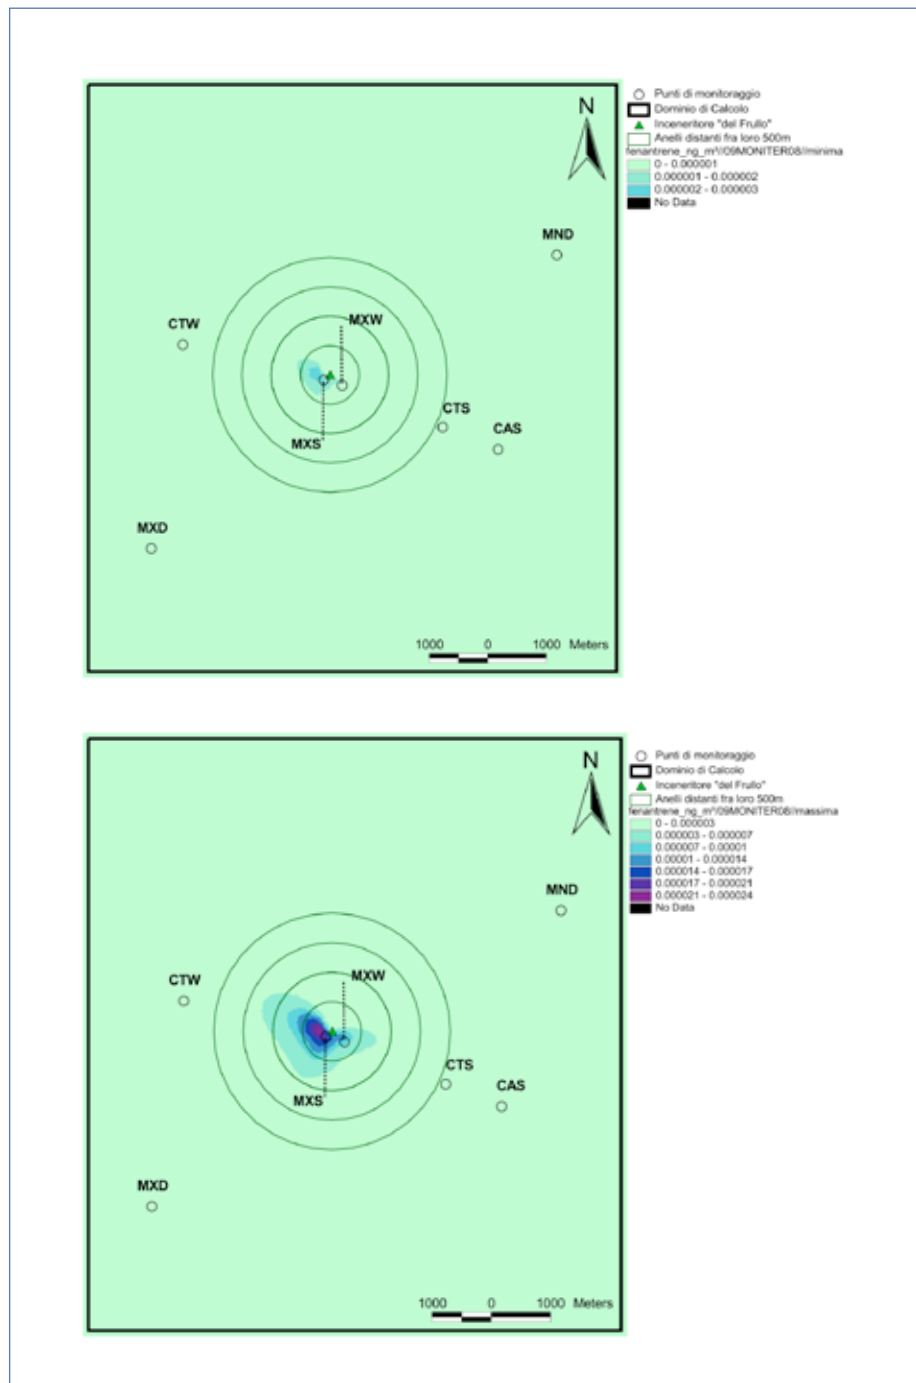 N
Punti di monitoraggio
Dominio di Calcolo
Inceneritore "del Frullo"
Anelli distanti fra loro 500m
fenantrene_ng_m³//09MONITER08//minima
0 - 0.000001
0.000001 - 0.000002
0.000002 - 0.000003
No Data
MND
CTW
MXW
CTS
CAS
MXS
MXD
1000 0 1000 Meters
N
Punti di monitoraggio
Dominio di Calcolo
Inceneritore "del Frullo"
Anelli distanti fra loro 500m
fenantrene_ng_m³//09MONITER08//massima
0 - 0.000003
0.000003 - 0.000007
0.000007 - 0.00001
0.00001 - 0.000014
0.000014 - 0.000017
0.000017 - 0.000021
0.000021 - 0.000024
No Data
MND
CTW
MXW
CTS
CAS
MXS
MXD
1000 0 1000 Meters